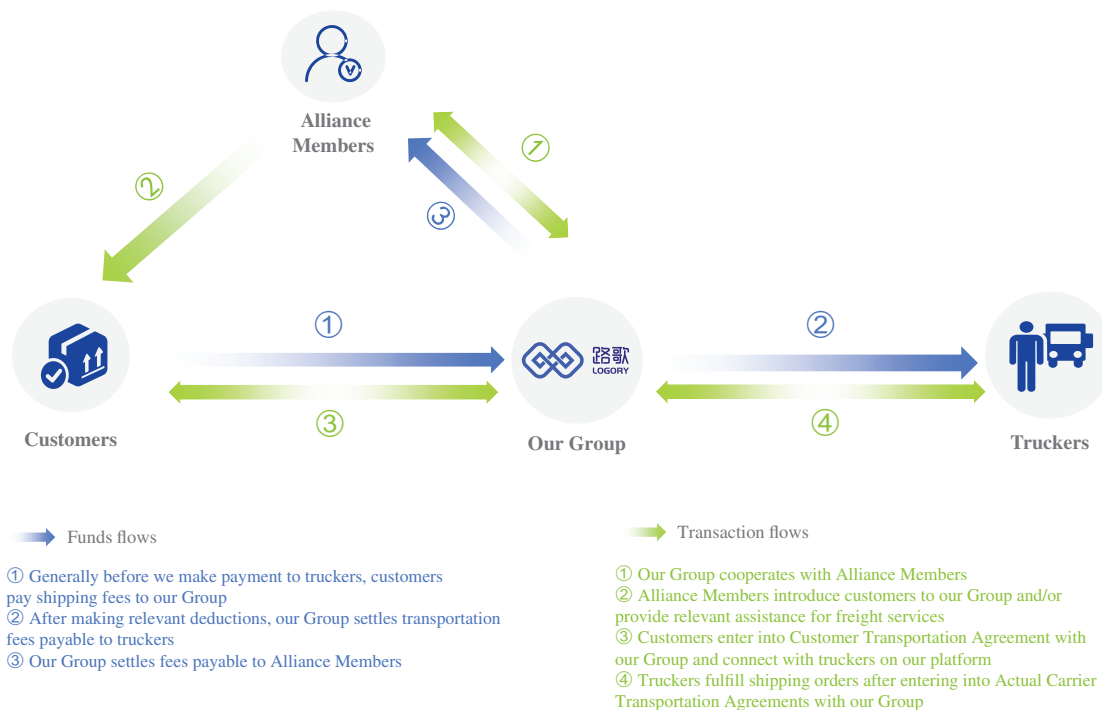 Alliance
Members
①
②
③
①
②
路歌
LOGORY
③
④
Customers
Our Group
Truckers
Funds flows
① Generally before we make payment to truckers, customers
pay shipping fees to our Group
② After making relevant deductions, our Group settles transportation
fees payable to truckers
③ Our Group settles fees payable to Alliance Members
Transaction flows
① Our Group cooperates with Alliance Members
② Alliance Members introduce customers to our Group and/or
provide relevant assistance for freight services
③ Customers enter into Customer Transportation Agreement with
our Group and connect with truckers on our platform
④ Truckers fulfill shipping orders after entering into Actual Carrier
Transportation Agreements with our Group